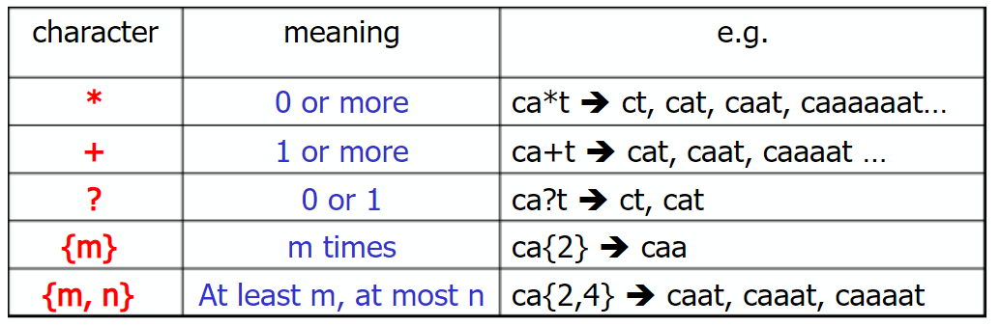 character meaning e.g.
* 0 or more ca*t 🡺 ct, cat, caat, caaaaaat…
+ 1 or more ca+t 🡺 cat, caat, caaaat …
? 0 or 1 ca?t 🡺 ct, cat
{m} m times ca{2} 🡺 caa
{m, n} At least m, at most n ca{2,4} 🡺 caat, caaat, caaaat